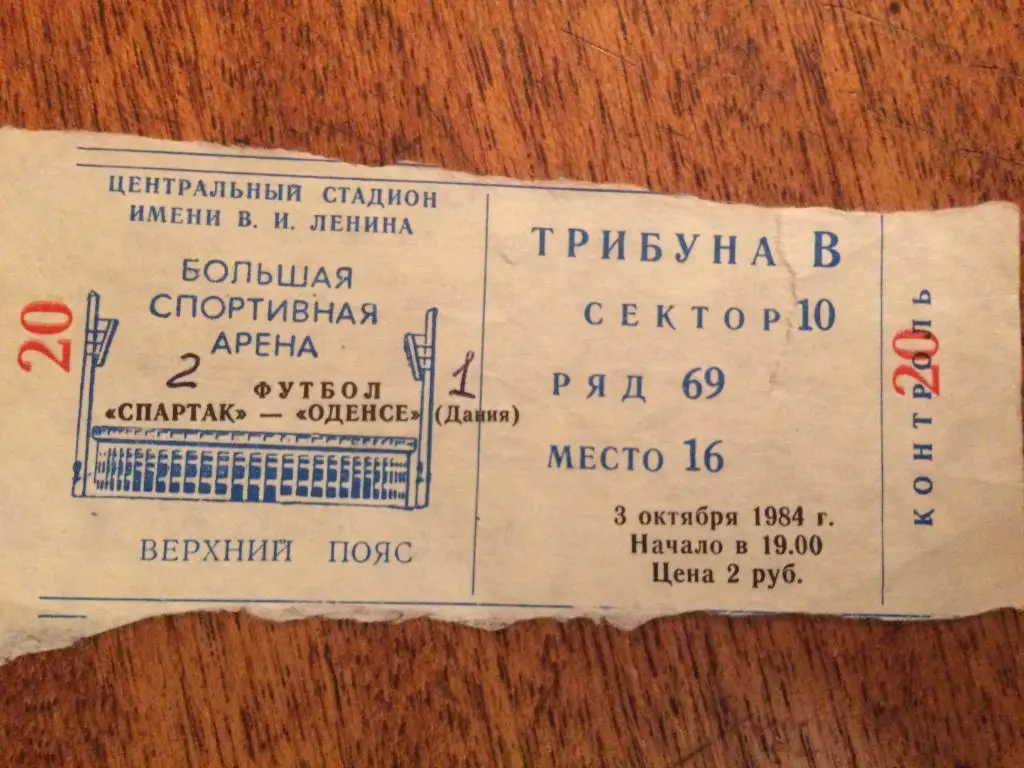 20
ЦЕНТРАЛЬНЫЙ СТАДИОН
ИМЕНИ В. И. ЛЕНИНА
БОЛЬШАЯ
СПОРТИВНАЯ
АРЕНА
2 ФУТБОЛ 1
«СПАРТАК» — «ОДЕНСЕ» (Дания)
ВЕРХНИЙ ПОЯС
ТРИБУНА В
СЕКТОР 10
РЯД 69
МЕСТО 16
3 октября 1984 г.
Начало в 19.00
Цена 2 руб.
КОНТРОЛЬ
20